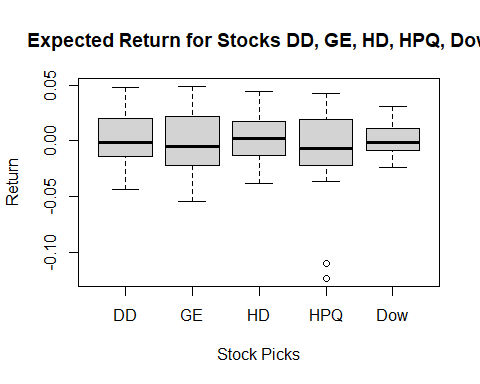 Expected Return for Stocks DD, GE, HD, HPQ, Dov
0.05
0.00
-0.05
-0.10
Return
DD GE HD HPQ Dow
Stock Picks